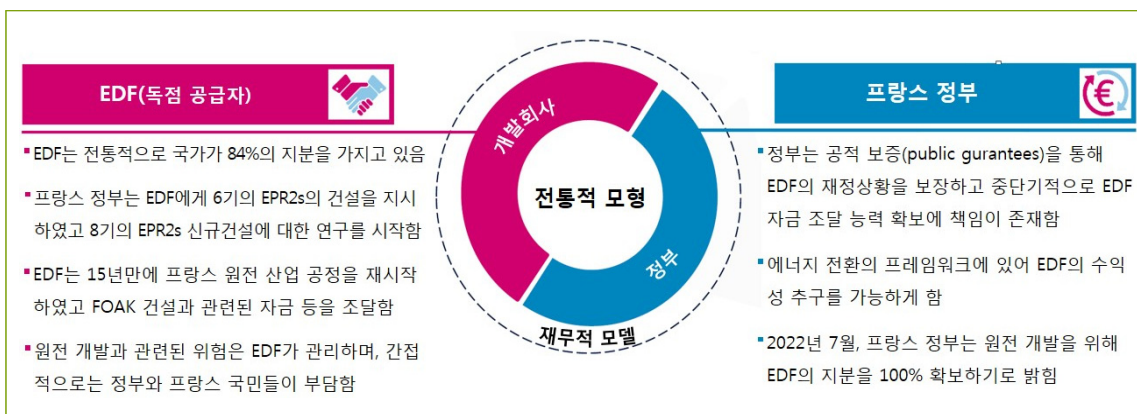 EDF(독점 공급자)
▪EDF는 전통적으로 국가가 84%의 지분을 가지고 있음
▪프랑스 정부는 EDF에게 6기의 EPR2s의 건설을 지시
하였고 8기의 EPR2s 신규건설에 대한 연구를 시작함
▪EDF는 15년만에 프랑스 원전 산업 공정을 재시작
하였고 FOAK 건설과 관련된 자금 등을 조달함
▪원전 개발과 관련된 위험은 EDF가 관리하며, 간접
적으로는 정부와 프랑스 국민들이 부담함
개발회사
전통적 모형
정부
재무적 모델
프랑스 정부
€
▪정부는 공적 보증(public gurantees)을 통해
EDF의 재정상황을 보장하고 중단기적으로 EDF
자금 조달 능력 확보에 책임이 존재함
▪에너지 전환의 프레임워크에 있어 EDF의 수익
성 추구를 가능하게 함
▪2022년 7월, 프랑스 정부는 원전 개발을 위해
EDF의 지분을 100% 확보하기로 밝힘